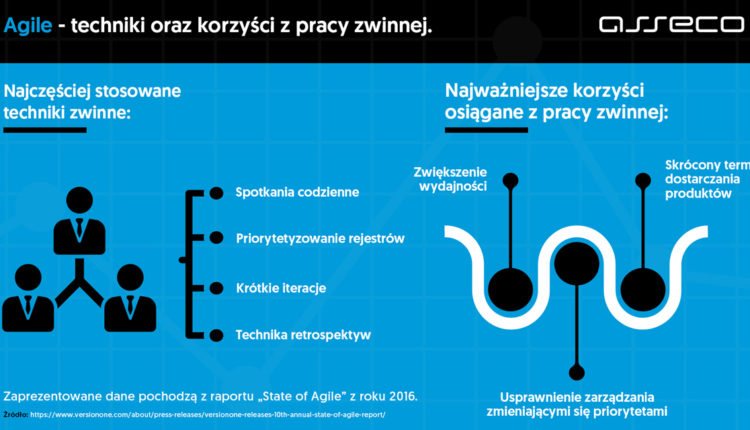 Agile - techniki oraz korzyści z pracy zwinnej.
asseco
Najczęściej stosowane
techniki zwinne:
Spotkania codzienne
Priorytetyzowanie rejestrów
Krótkie iteracje
Technika retrospektyw
Najważniejsze korzyści
osiągane z pracy zwinnej:
Zwiększenie
wydajności
Skrócony term
dostarczania
produktów
Usprawnienie zarządzania
zmieniającymi się priorytetami
Zaprezentowane dane pochodzą z raportu „State of Agile” z roku 2016.
Źródło: https://www.versionone.com/about/press-releases/versionone-releases-10th-annual-state-of-agile-report/